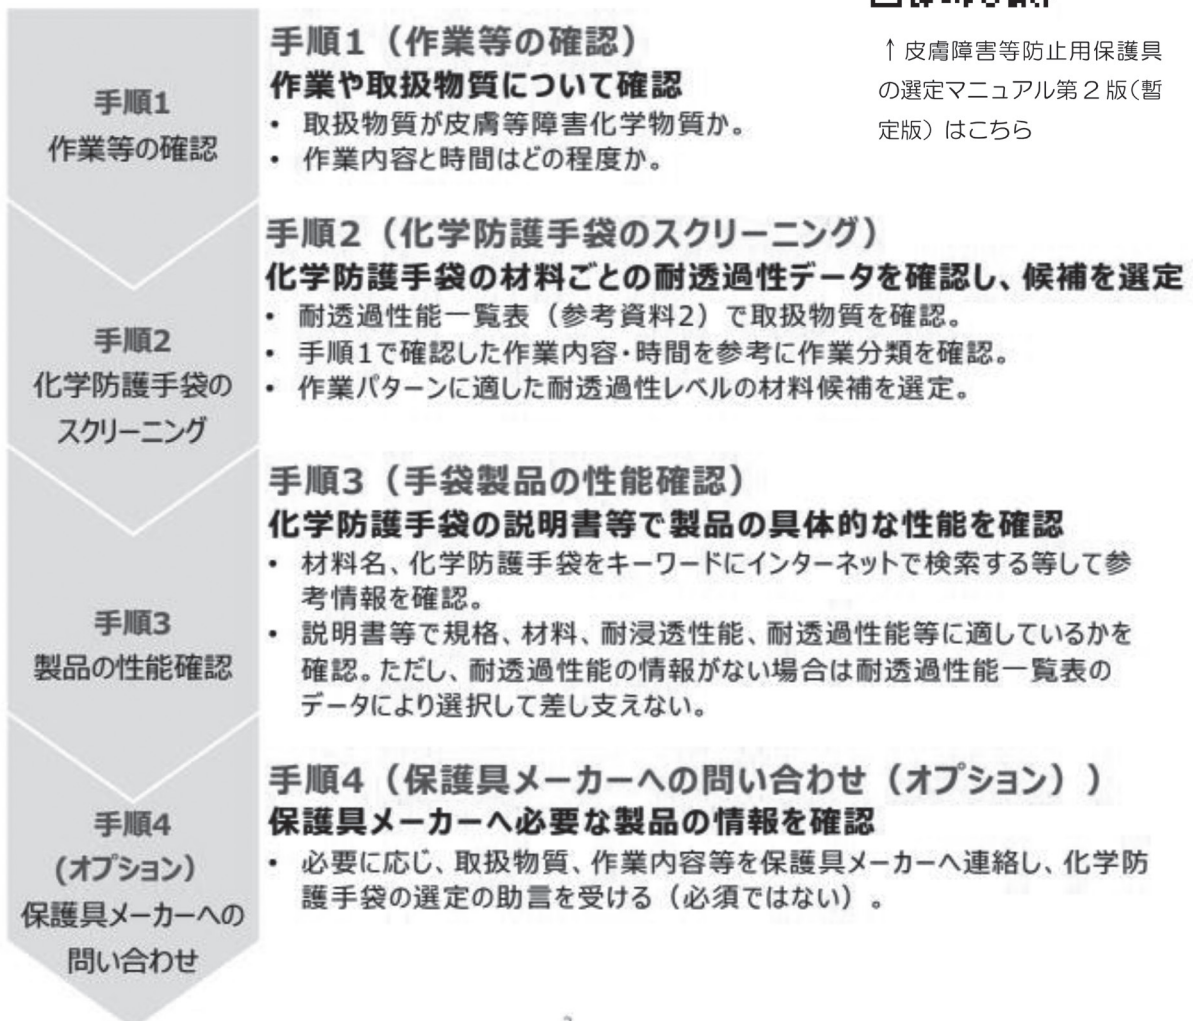 ↑皮膚障害等防止用保護具
の選定マニュアル第2版(暫
定版)はこちら
手順1
作業等の確認
手順1(作業等の確認)
作業や取扱物質について確認
・ 取扱物質が皮膚等障害化学物質か。
・ 作業内容と時間はどの程度か。
手順2
化学防護手袋の
スクリーニング
手順2(化学防護手袋のスクリーニング)
化学防護手袋の材料ごとの耐透過性データを確認し、候補を選定
・ 耐透過性能一覧表(参考資料2)で取扱物質を確認。
・ 手順1で確認した作業内容・時間を参考に作業分類を確認。
・ 作業パターンに適した耐透過性レベルの材料候補を選定。
手順3
製品の性能確認
手順3(手袋製品の性能確認)
化学防護手袋の説明書等で製品の具体的な性能を確認
・ 材料名、化学防護手袋をキーワードにインターネットで検索する等して参
考情報を確認。
・ 説明書等で規格、材料、耐浸透性能、耐透過性能等に適しているかを
確認。ただし、耐透過性能の情報がない場合は耐透過性能一覧表の
データにより選択して差し支えない。
手順4
(オプション)
保護具メーカーへの
問い合わせ
手順4(保護具メーカーへの問い合わせ(オプション))
保護具メーカーへ必要な製品の情報を確認
・ 必要に応じ、取扱物質、作業内容等を保護具メーカーへ連絡し、化学防
護手袋の選定の助言を受ける(必須ではない)。